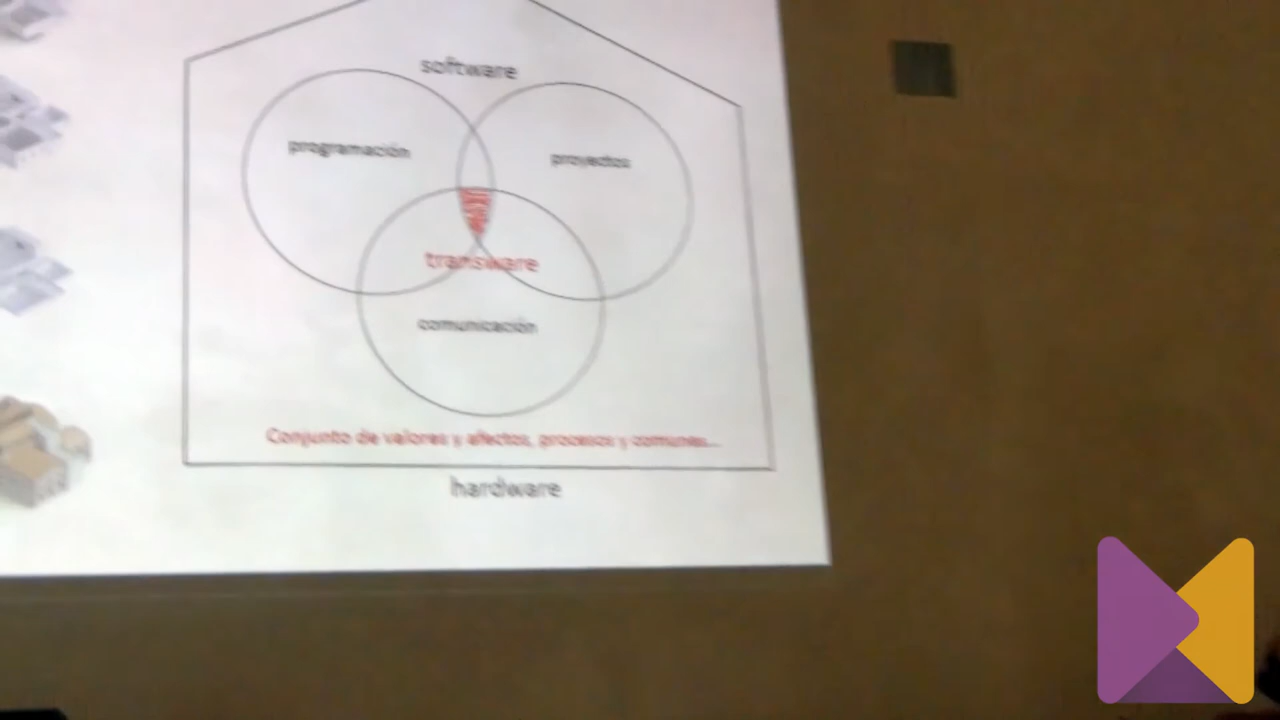 software
programación
proyectos
transware
comunicación
Conjunto de valores y afectos, procesos y comunes...
hardware